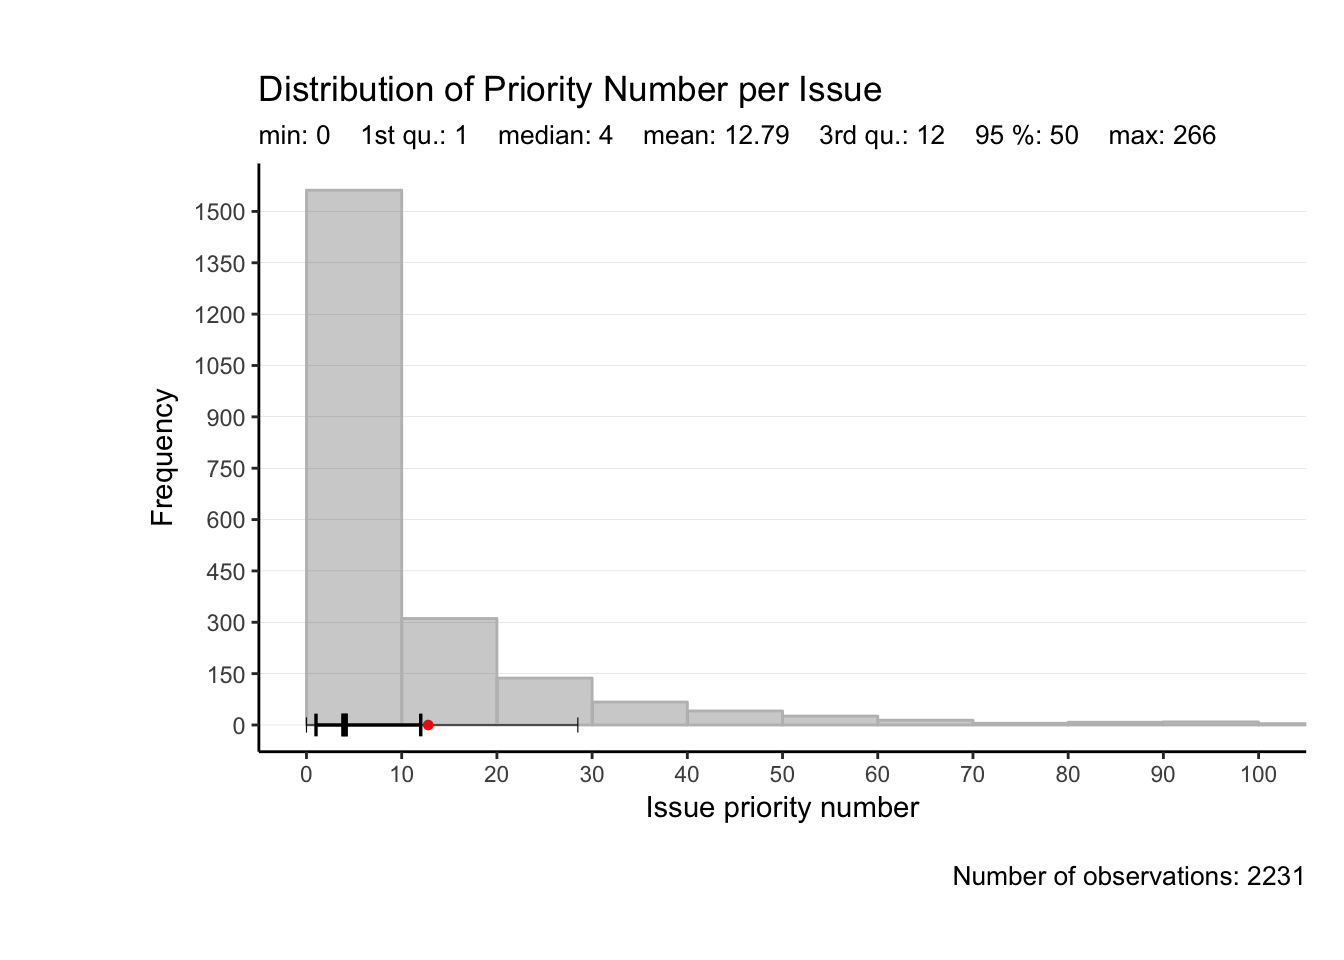 Distribution of Priority Number per Issue
min: 0 1st qu.: 1 median: 4 mean: 12.79 3rd qu.: 12 95 %: 50 max: 266
1500
1350
1200
1050
900
750
600
450
300
150
0
Frequency
0 10 20 30 40 50 60 70 80 90 100
Issue priority number
Number of observations: 2231